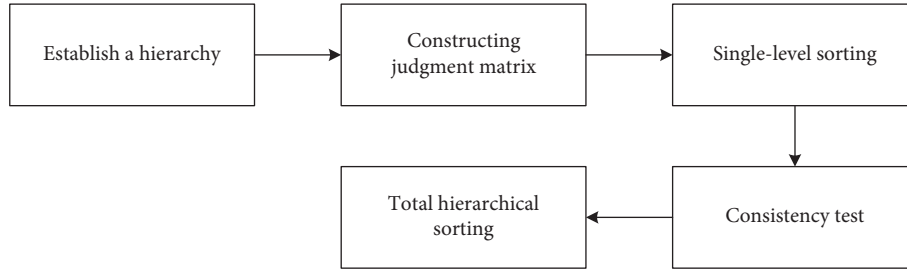 Establish a hierarchy
Constructing
judgment matrix
Single-level sorting
Total hierarchical
sorting
Consistency test